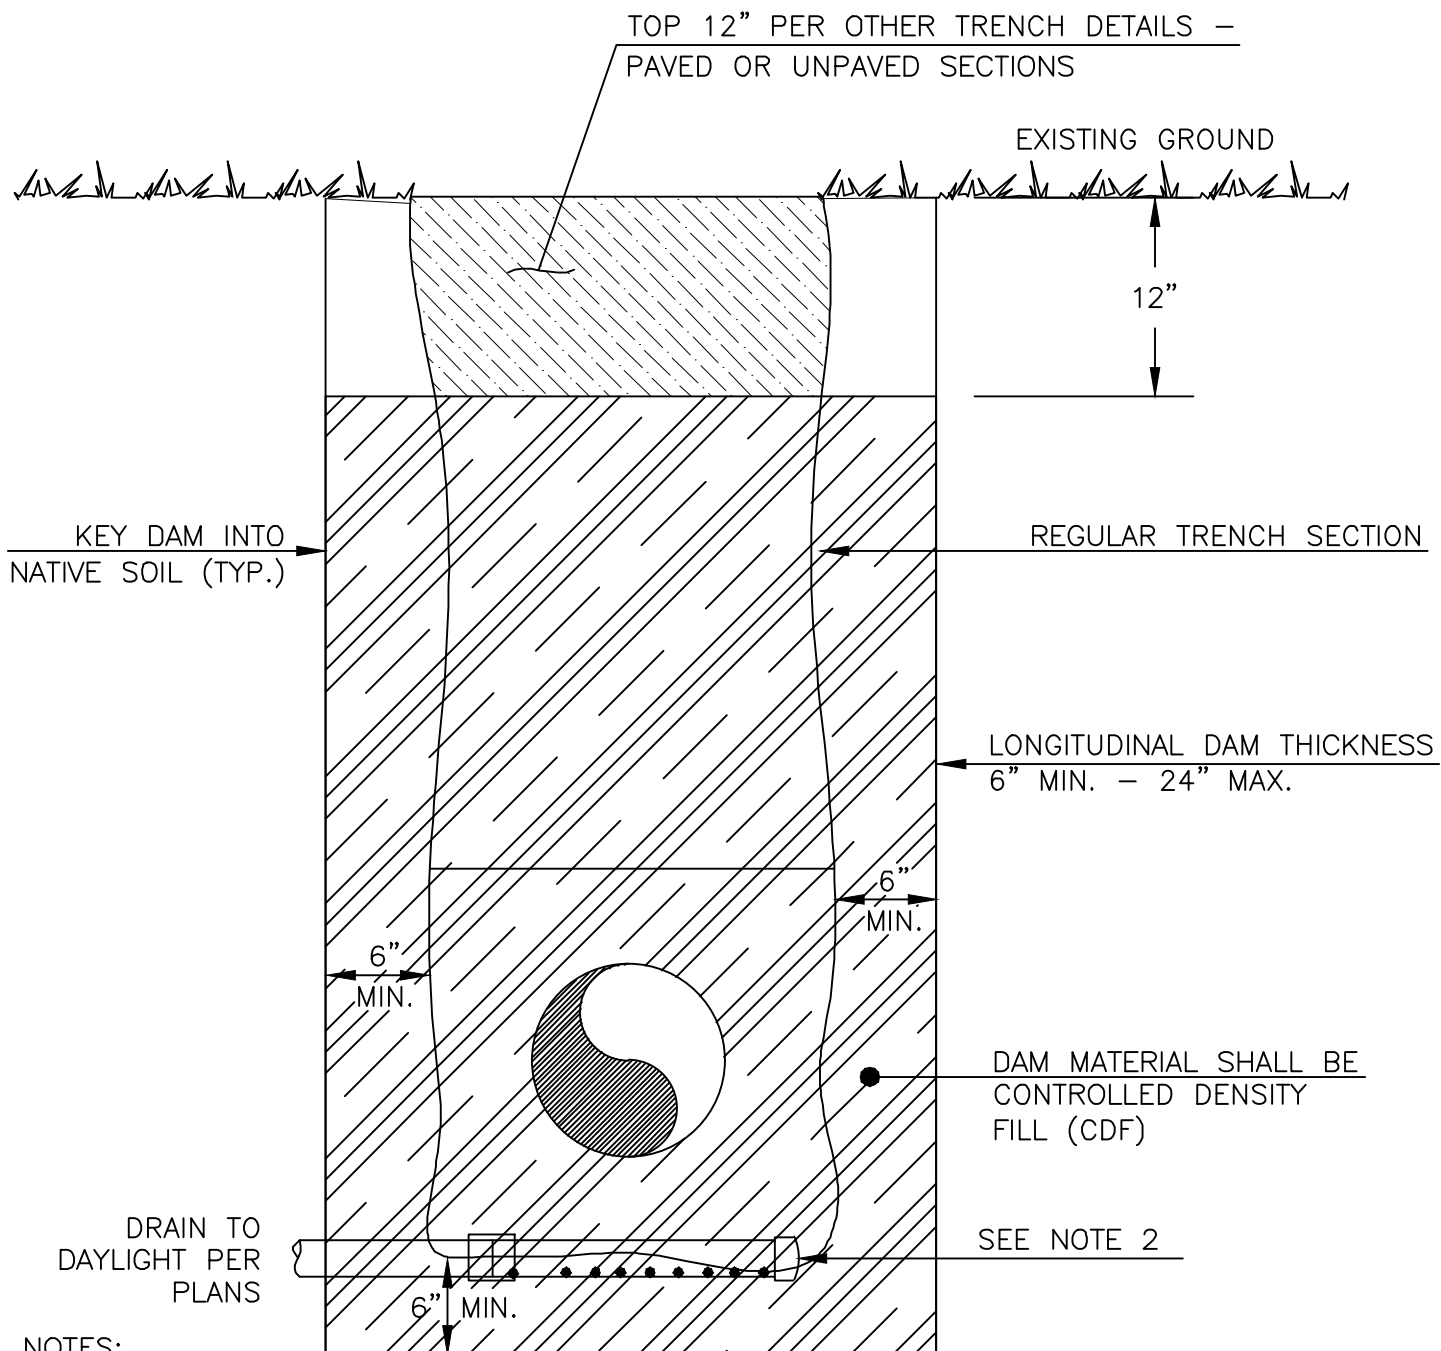 TOP 12" PER OTHER TRENCH DETAILS –
PAVED OR UNPAVED SECTIONS
EXISTING GROUND
12"
KEY DAM INTO
NATIVE SOIL (TYP.)
REGULAR TRENCH SECTION
LONGITUDINAL DAM THICKNESS
6" MIN. – 24" MAX.
6"
MIN.
6"
MIN.
DAM MATERIAL SHALL BE
CONTROLLED DENSITY
FILL (CDF)
DRAIN TO
DAYLIGHT PER
PLANS
SEE NOTE 2
6" MIN.
NOTES: